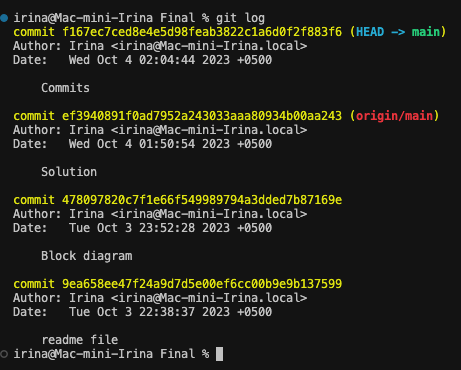 irina@Mac-mini-Irina Final % git log
commit f167ec7ced8e4e5d98feab3822c1a6d0f2f883f6 (HEAD -> main)
Author: Irina <irina@Mac-mini-Irina.local>
Date:   Wed Oct 4 02:04:44 2023 +0500
Commits
commit ef3940891f0ad7952a243033aaa80934b00aa243 (origin/main)
Author: Irina <irina@Mac-mini-Irina.local>
Date:   Wed Oct 4 01:50:54 2023 +0500
Solution
commit 478097820c7f1e66f549989794a3dded7b87169e
Author: Irina <irina@Mac-mini-Irina.local>
Date:   Tue Oct 3 23:52:28 2023 +0500
Block diagram
commit 9ea658ee47f24a9d7d5e00ef6cc00b9e9b137599
Author: Irina <irina@Mac-mini-Irina.local>
Date:   Tue Oct 3 22:38:37 2023 +0500
readme file
irina@Mac-mini-Irina Final %